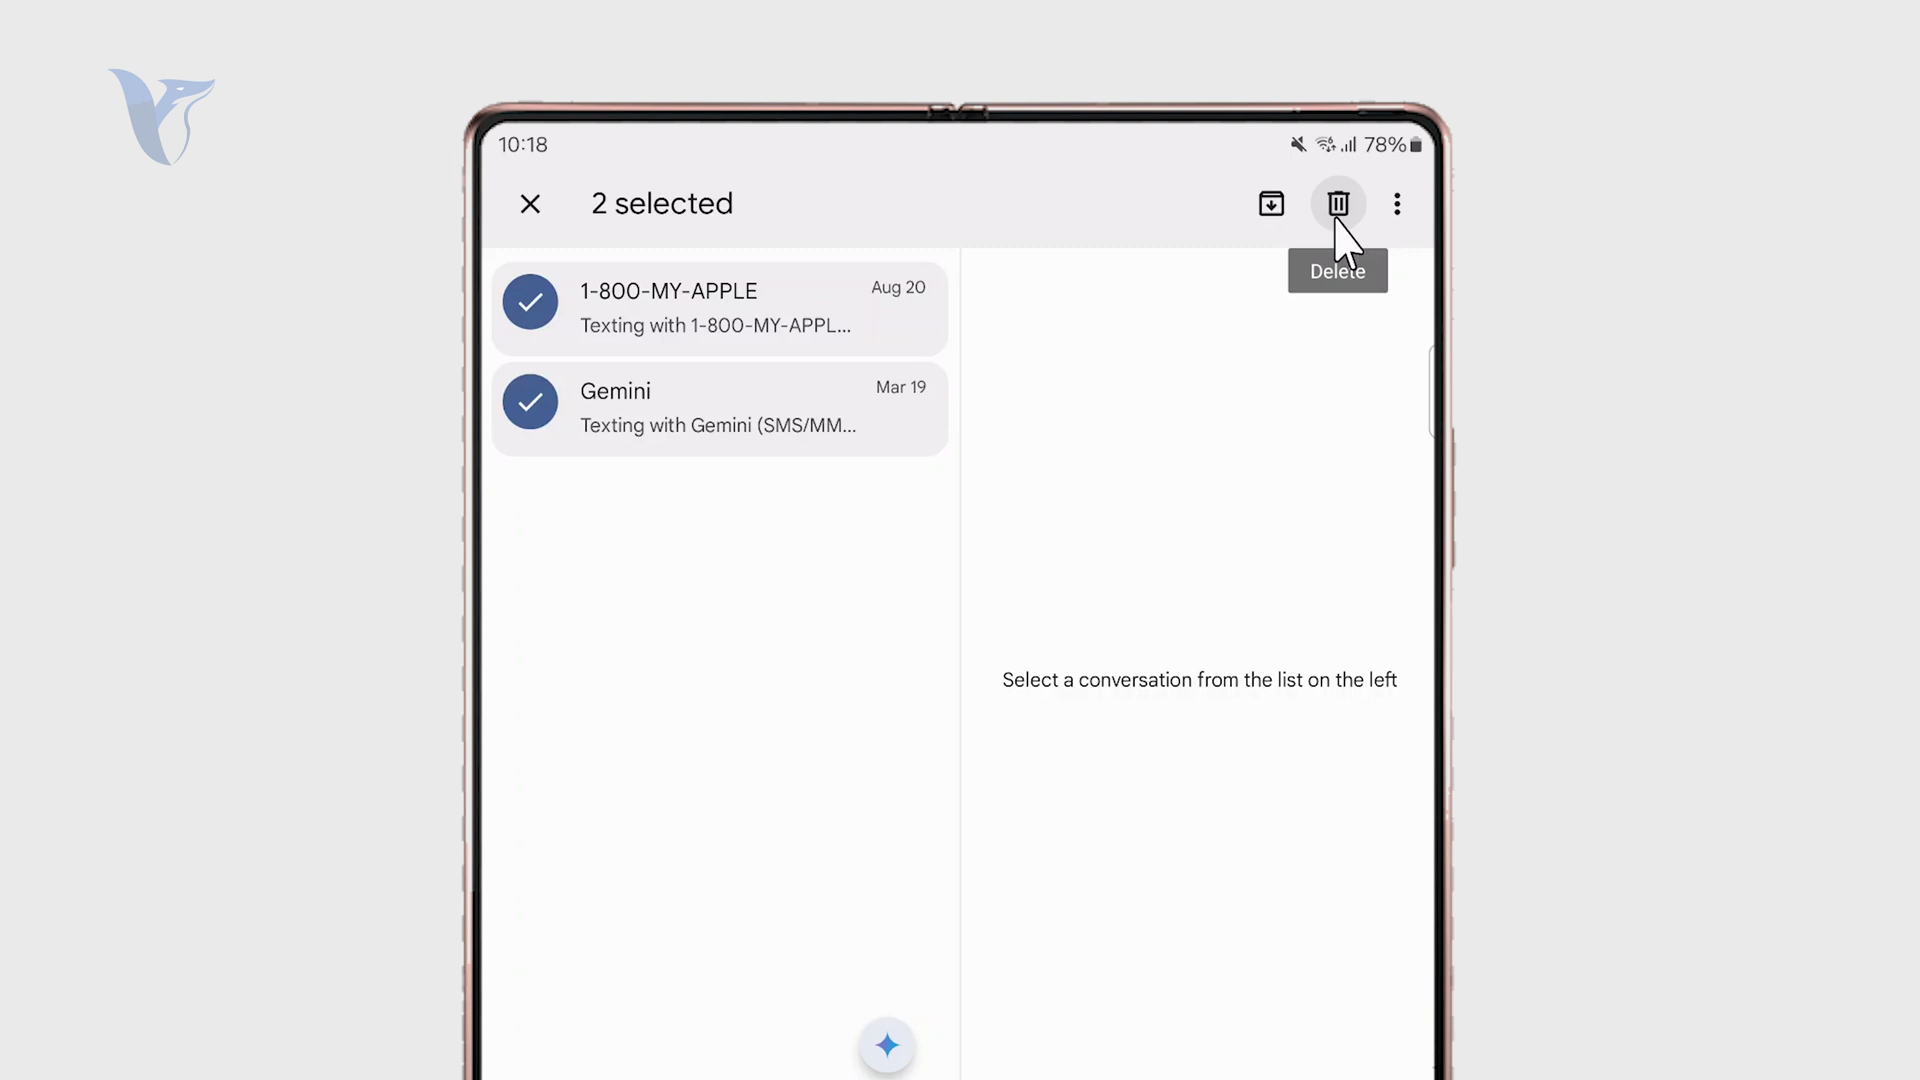 10:18
78%
2 selected
Delete
1-800-MY-APPLE
Aug 20
Texting with 1-800-MY-APPL...
Gemini
Mar 19
Texting with Gemini (SMS/MM...
Select a conversation from the list on the left